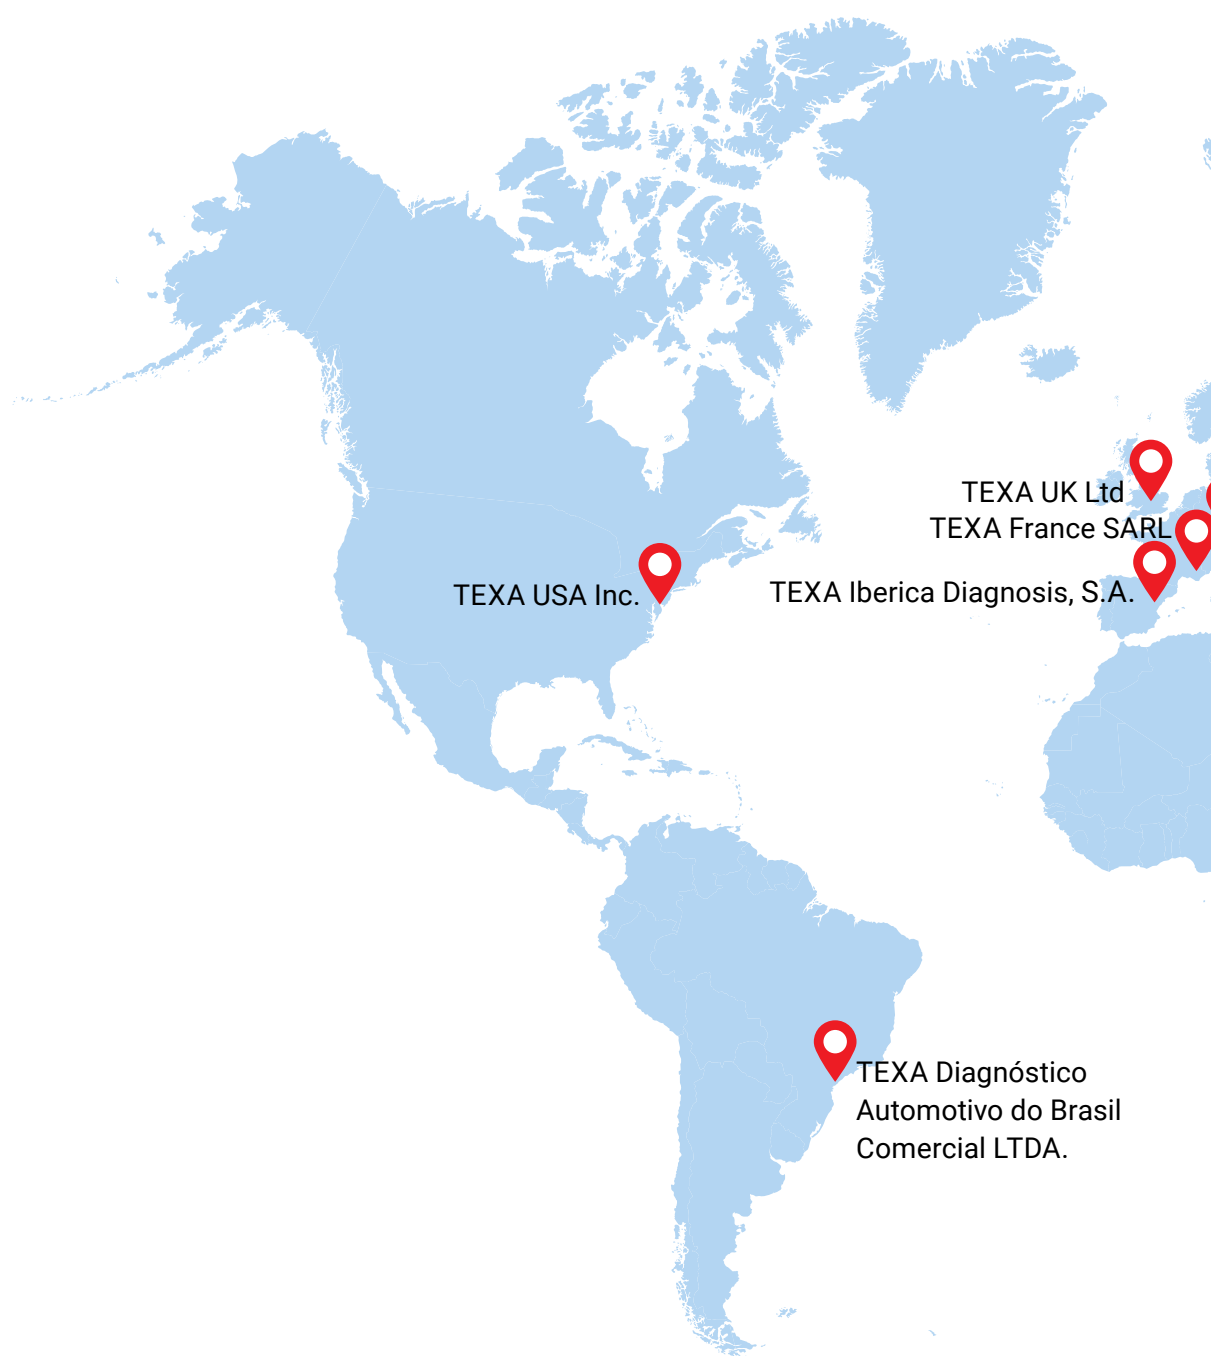 TEXA UK Ltd
TEXA France SARL
TEXA USA Inc.
TEXA Iberica Diagnosis, S.A.
TEXA Diagnóstico
Automotivo do Brasil
Comercial LTDA.